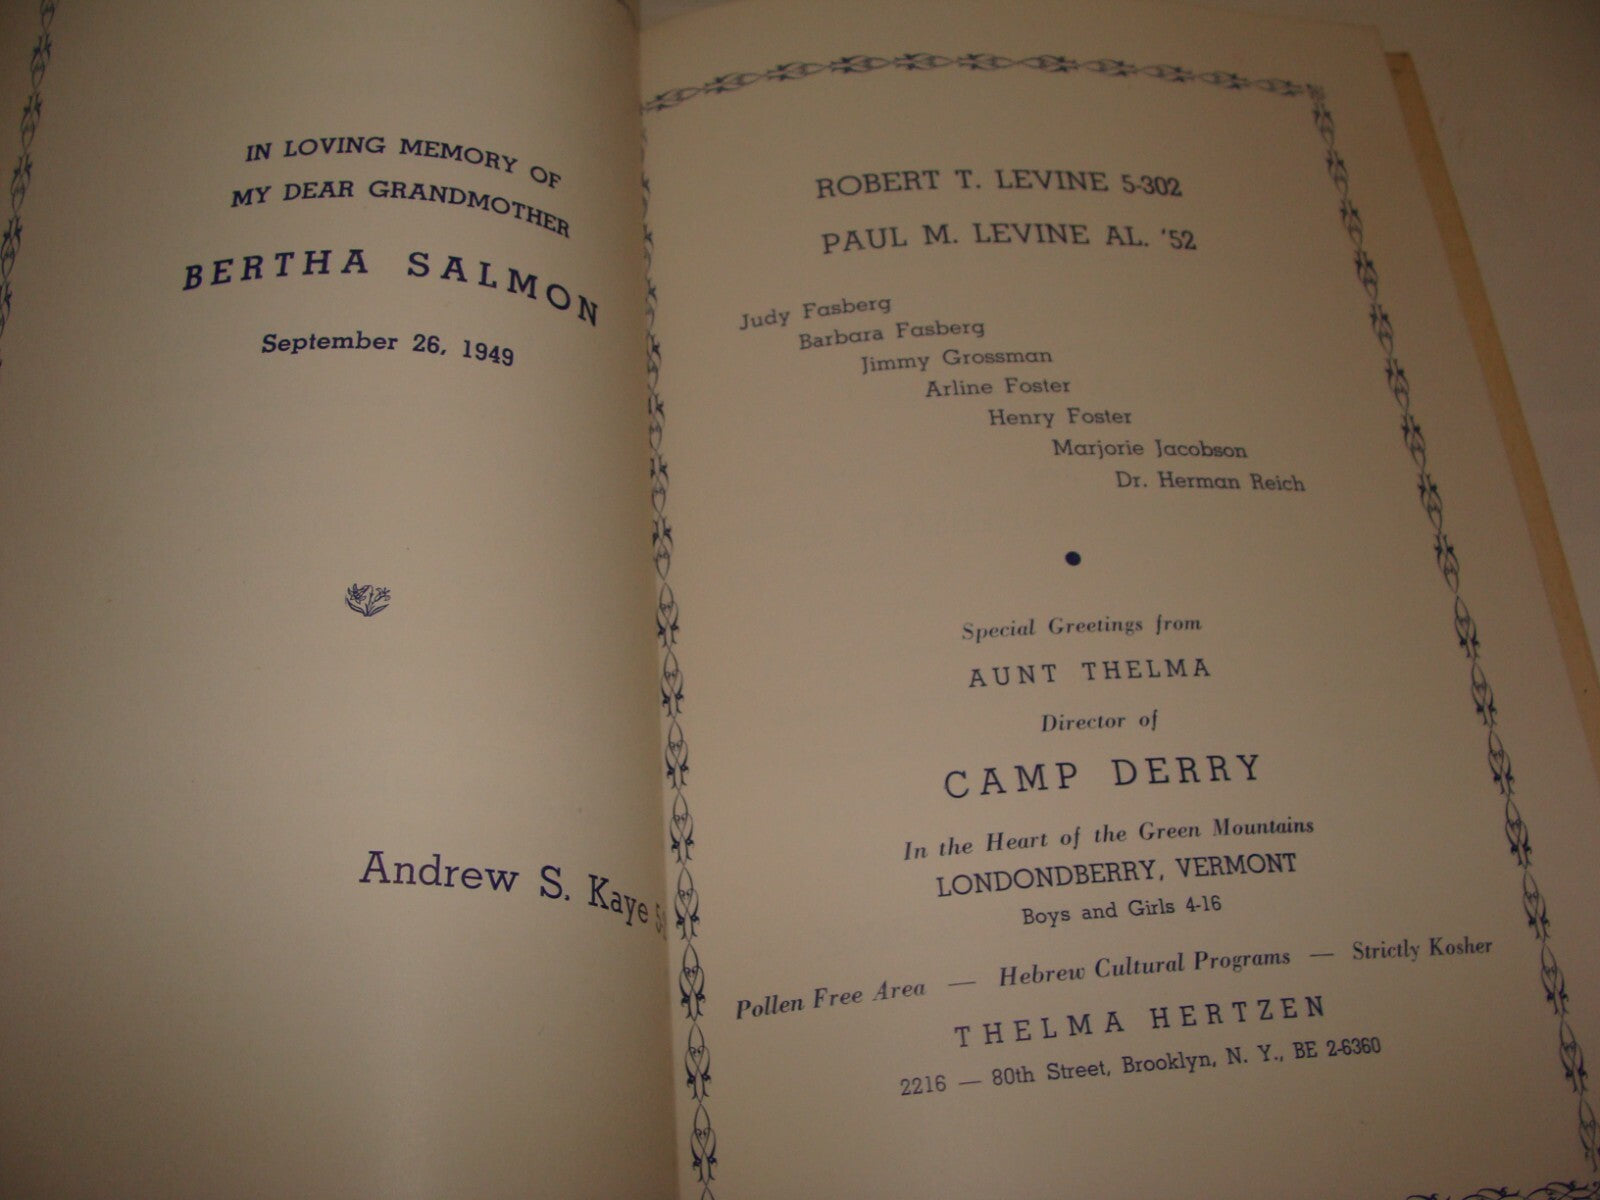 IN LOVING MEMORY OF
MY DEAR GRANDMOTHER
BERTHA SALMON
September 26, 1949
Andrew S. Kaye
ROBERT T. LEVINE 5-302
PAUL M. LEVINE AL. '52
Judy Fasberg
Barbara Fasberg
Jimmy Grossman
Arline Foster
Henry Foster
Marjorie Jacobson
Dr. Herman Reich
Special Greetings from
AUNT THELMA
Director of
CAMP DERRY
In the Heart of the Green Mountains
LONDONDBERRY, VERMONT
Boys and Girls 4-16
Pollen Free Area — Hebrew Cultural Programs — Strictly Kosher
THELMA HERTZEN
2216 — 80th Street, Brooklyn, N. Y., BE 2-6360